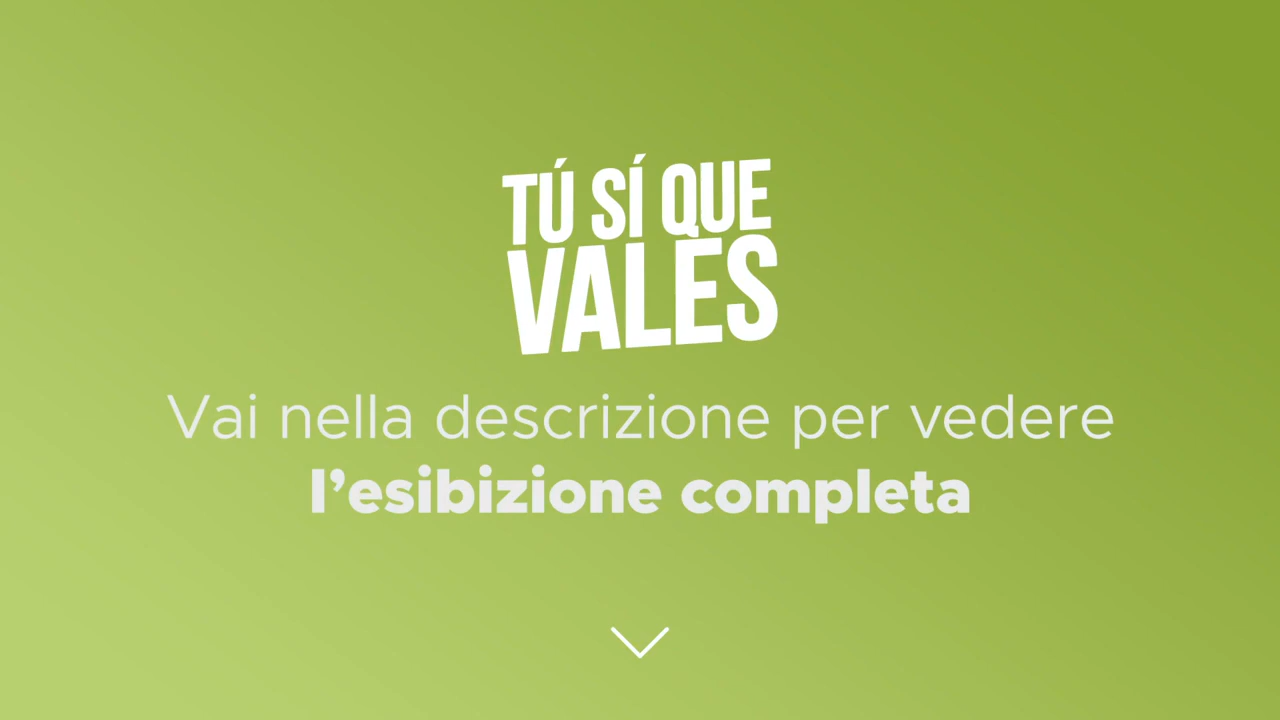 TÚ SÍ QUE
VALES
Vai nella descrizione per vedere
l’esibizione completa